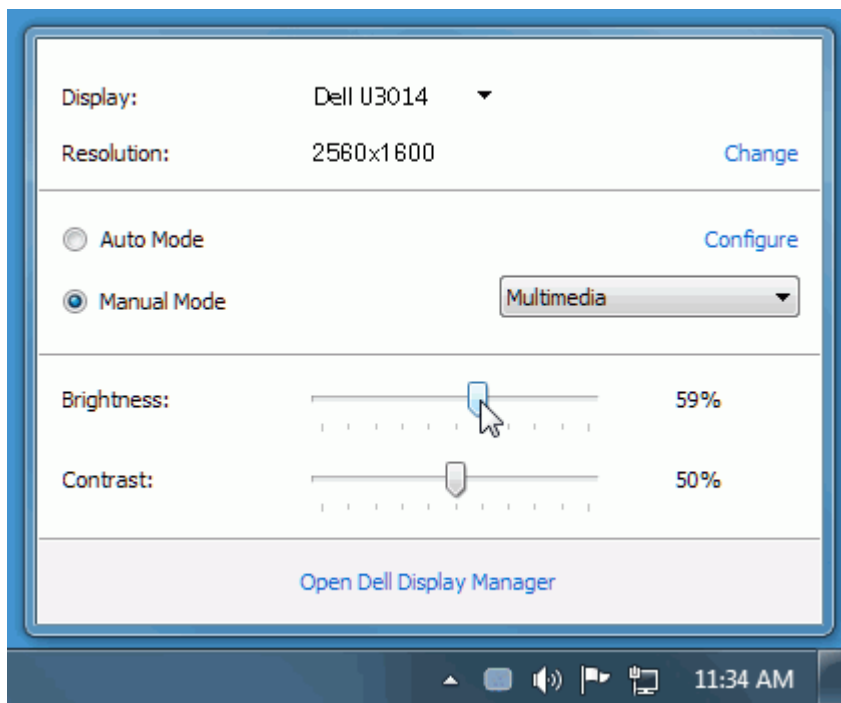 Display: Dell U3014
Resolution: 2560x1600 Change
Auto Mode Configure
Manual Mode Multimedia
Brightness: 59%
Contrast: 50%
Open Dell Display Manager
11:34 AM